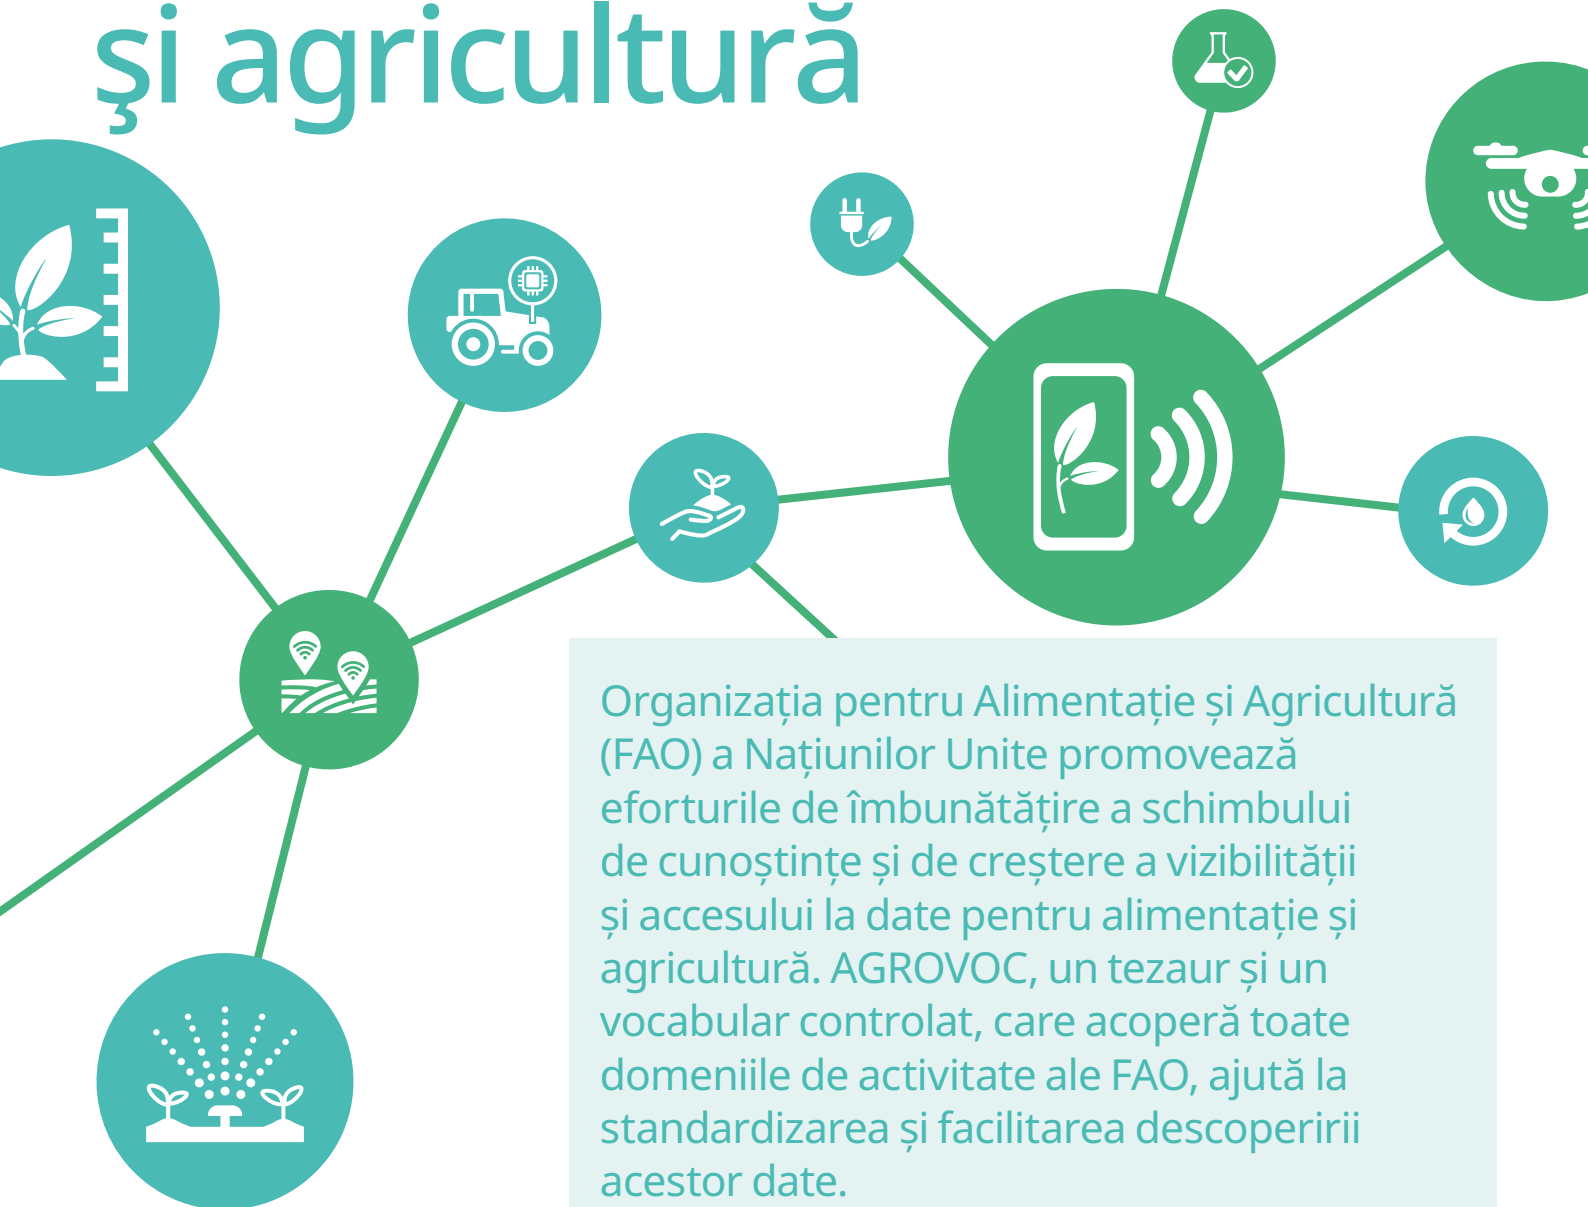 şi agricultură
Organizația pentru Alimentație și Agricultură
(FAO) a Națiunilor Unite promovează
eforturile de îmbunătățire a schimbului
de cunoștințe și de creștere a vizibilității
și accesului la date pentru alimentație și
agricultură. AGROVOC, un tezaur și un
vocabular controlat, care acoperă toate
domeniile de activitate ale FAO, ajută la
standardizarea și facilitarea descoperirii
acestor date.